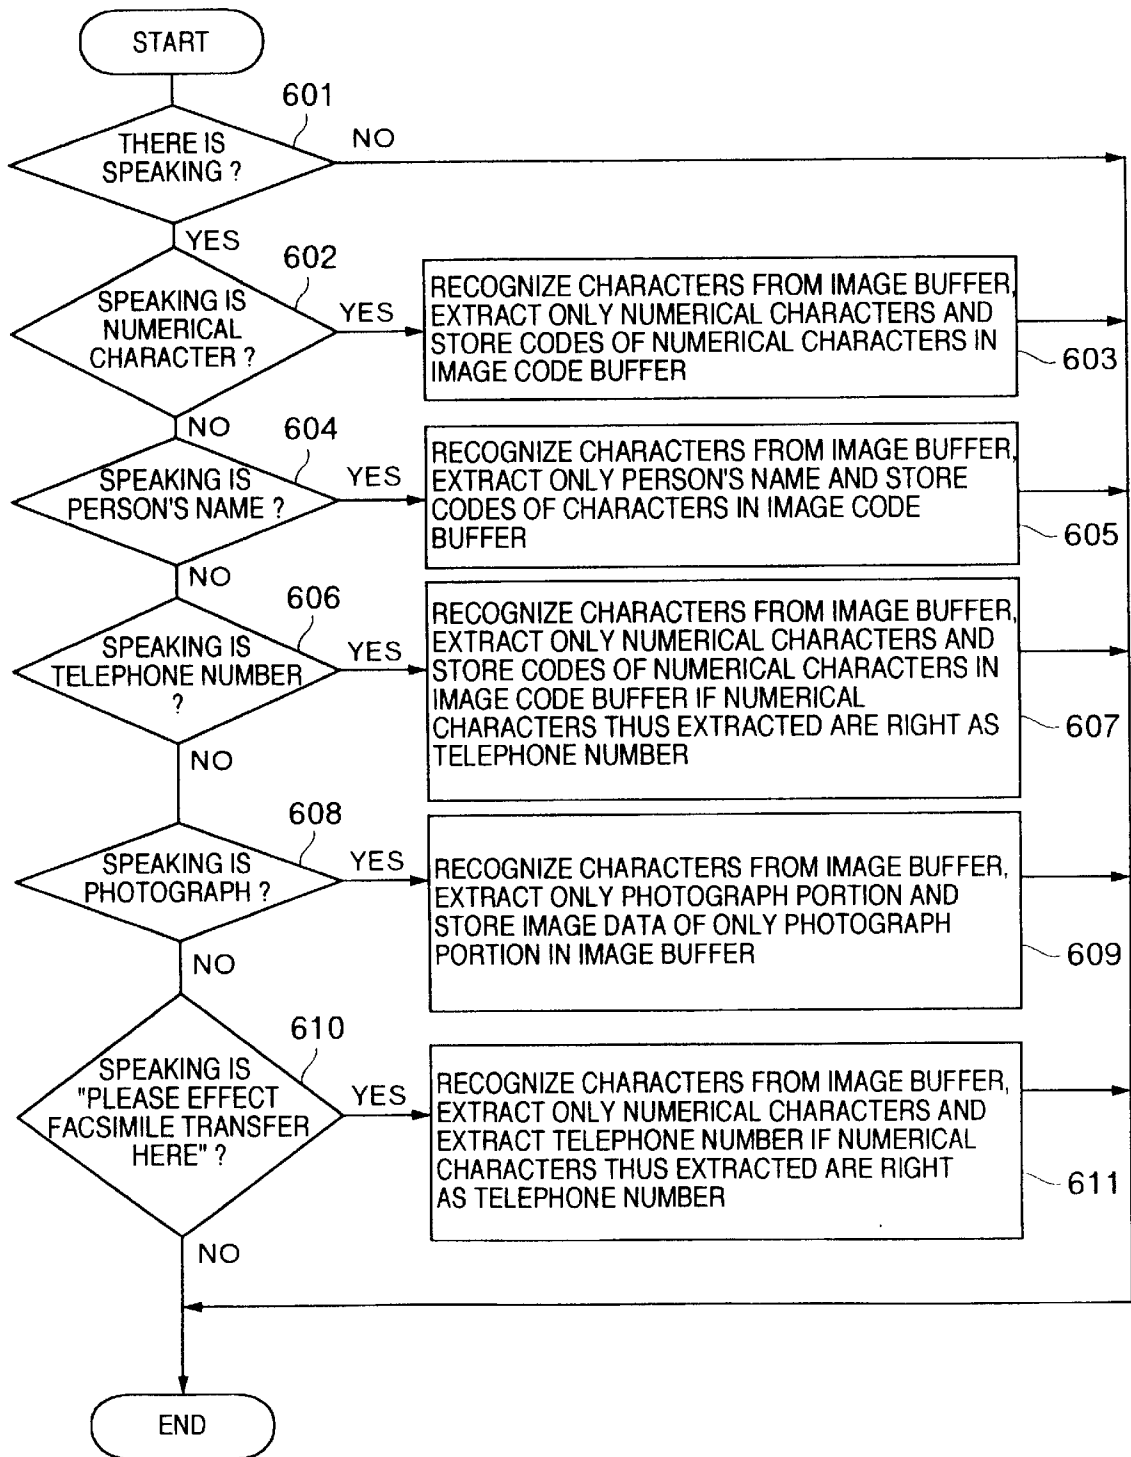 START
601
THERE IS
SPEAKING ?
NO
YES
602
SPEAKING IS
NUMERICAL
CHARACTER ?
YES
RECOGNIZE CHARACTERS FROM IMAGE BUFFER,
EXTRACT ONLY NUMERICAL CHARACTERS AND
STORE CODES OF NUMERICAL CHARACTERS IN
IMAGE CODE BUFFER
603
NO
604
SPEAKING IS
PERSON'S NAME ?
YES
RECOGNIZE CHARACTERS FROM IMAGE BUFFER,
EXTRACT ONLY PERSON'S NAME AND STORE
CODES OF CHARACTERS IN IMAGE CODE
BUFFER
605
NO
606
SPEAKING IS
TELEPHONE NUMBER
?
YES
RECOGNIZE CHARACTERS FROM IMAGE BUFFER,
EXTRACT ONLY NUMERICAL CHARACTERS AND
STORE CODES OF NUMERICAL CHARACTERS IN
IMAGE CODE BUFFER IF NUMERICAL
CHARACTERS THUS EXTRACTED ARE RIGHT AS
TELEPHONE NUMBER
607
NO
608
SPEAKING IS
PHOTOGRAPH ?
YES
RECOGNIZE CHARACTERS FROM IMAGE BUFFER,
EXTRACT ONLY PHOTOGRAPH PORTION AND
STORE IMAGE DATA OF ONLY PHOTOGRAPH
PORTION IN IMAGE BUFFER
609
NO
610
SPEAKING IS
"PLEASE EFFECT
FACSIMILE TRANSFER
HERE" ?
YES
RECOGNIZE CHARACTERS FROM IMAGE BUFFER,
EXTRACT ONLY NUMERICAL CHARACTERS AND
EXTRACT TELEPHONE NUMBER IF NUMERICAL
CHARACTERS THUS EXTRACTED ARE RIGHT
AS TELEPHONE NUMBER
611
NO
END